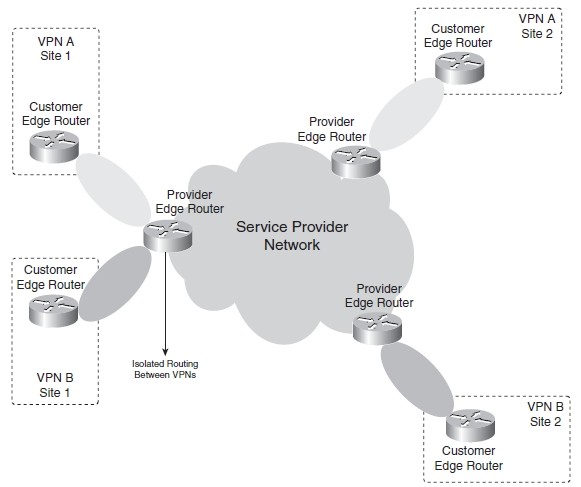 VPN A
Site 1
Customer
Edge Router
VPN A
Site 2
Customer
Edge Router
Provider
Edge Router
Provider
Edge Router
Service Provider
Network
Customer
Edge Router
VPN B
Site 1
Isolated Routing
Between VPNs
Provider
Edge Router
VPN B
Site 2
Customer
Edge Router